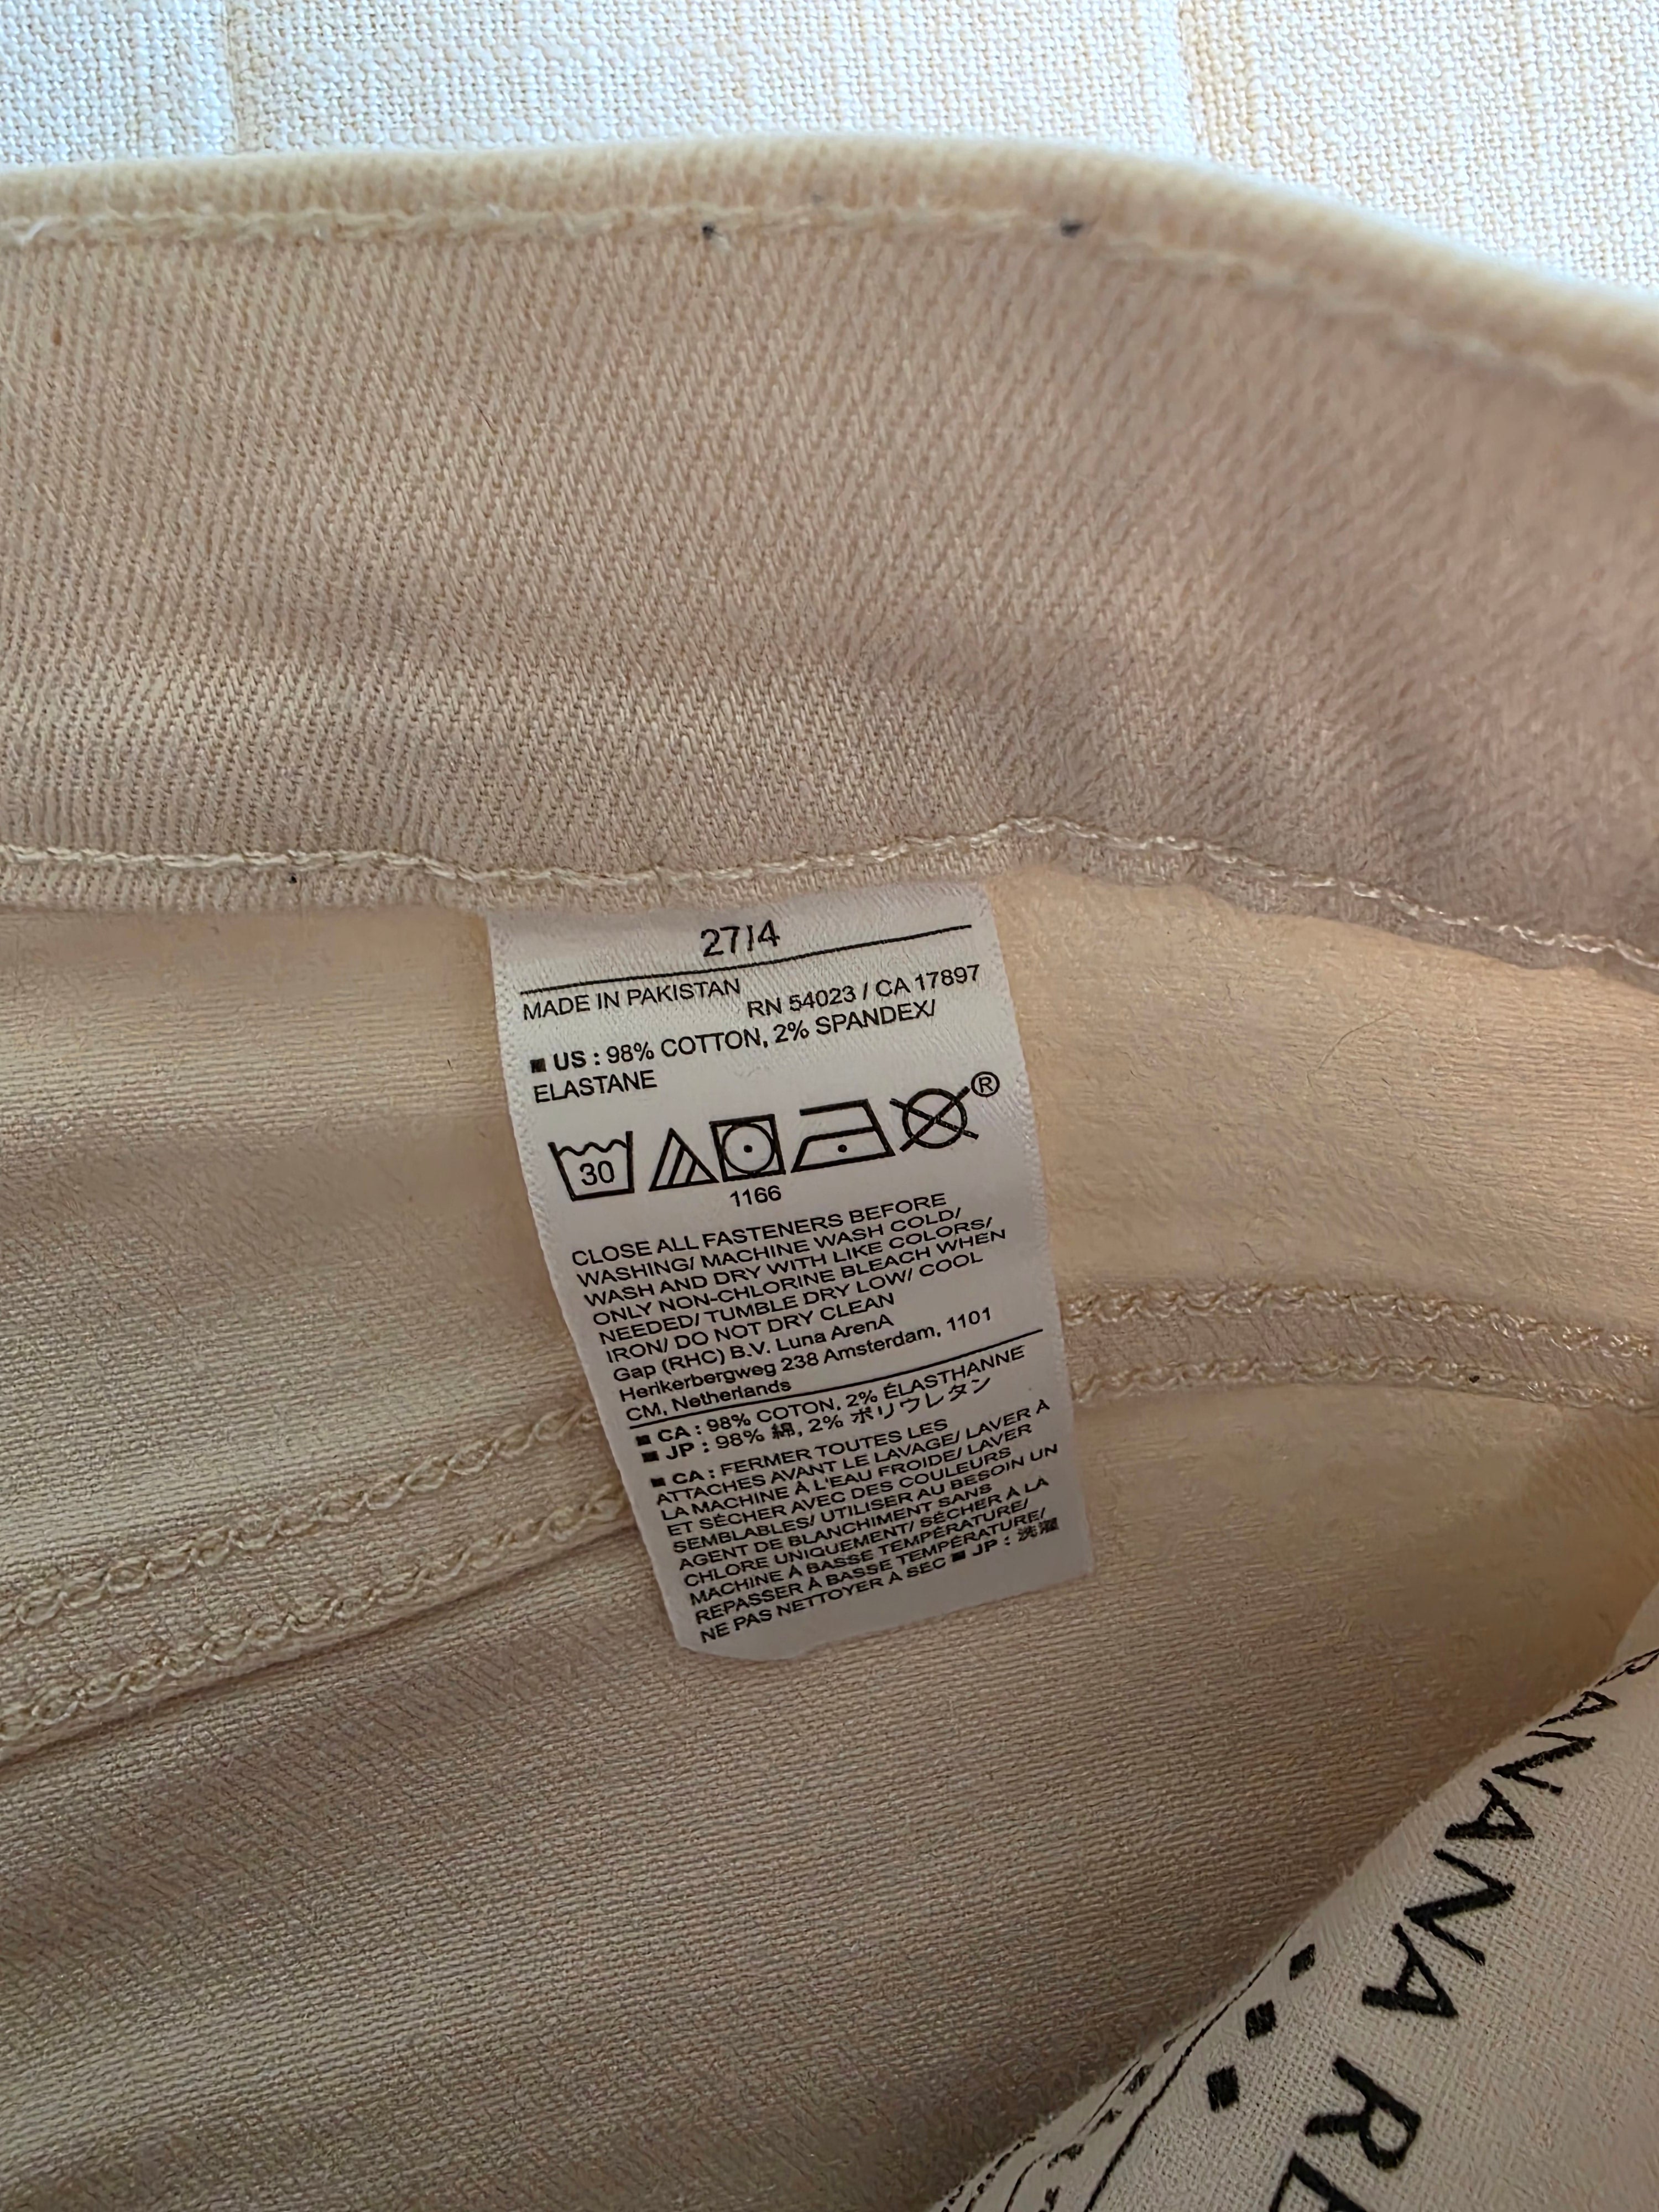 27/4
MADE IN PAKISTAN
RN 54023 / CA 17897
■ US : 98% COTTON, 2% SPANDEX/
ELASTANE
®
30
1166
CLOSE ALL FASTENERS BEFORE
WASHING/ MACHINE WASH COLD/
WASH AND DRY WITH LIKE COLORS/
ONLY NON-CHLORINE BLEACH WHEN
NEEDED/ TUMBLE DRY LOW/ COOL
IRON/ DO NOT DRY CLEAN
Gap (RHC) B.V. Luna ArenA
Herikerbergweg 238 Amsterdam, 1101
CM, Netherlands
■ CA : 98% COTON, 2% ÉLASTHANNE
■ JP : 98% 綿, 2% ポリウレタン
■ CA : FERMER TOUTES LES
ATTACHES AVANT LE LAVAGE/ LAVER À
LA MACHINE À L'EAU FROIDE/ LAVER
ET SÉCHER AVEC DES COULEURS
SEMBLABLES/ UTILISER AU BESOIN UN
AGENT DE BLANCHIMENT SANS
CHLORE UNIQUEMENT/ SÉCHER À LA
MACHINE À BASSE TEMPÉRATURE/
REPASSER À BASSE TEMPÉRATURE/
NE PAS NETTOYER À SEC ■ JP : 洗濯
ANANA RE